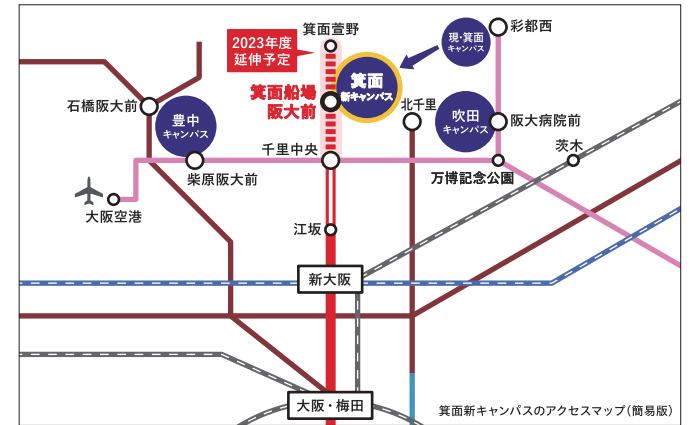 箕面萱野
2023年度
延伸予定
現・箕面
キャンパス
彩都西
箕面
新キャンパス
箕面船場
阪大前
石橋阪大前
豊中
キャンパス
北千里
吹田
キャンパス
阪大病院前
千里中央
茨木
柴原阪大前
万博記念公園
大阪空港
江坂
新大阪
大阪・梅田
箕面新キャンパスのアクセスマップ(簡易版)